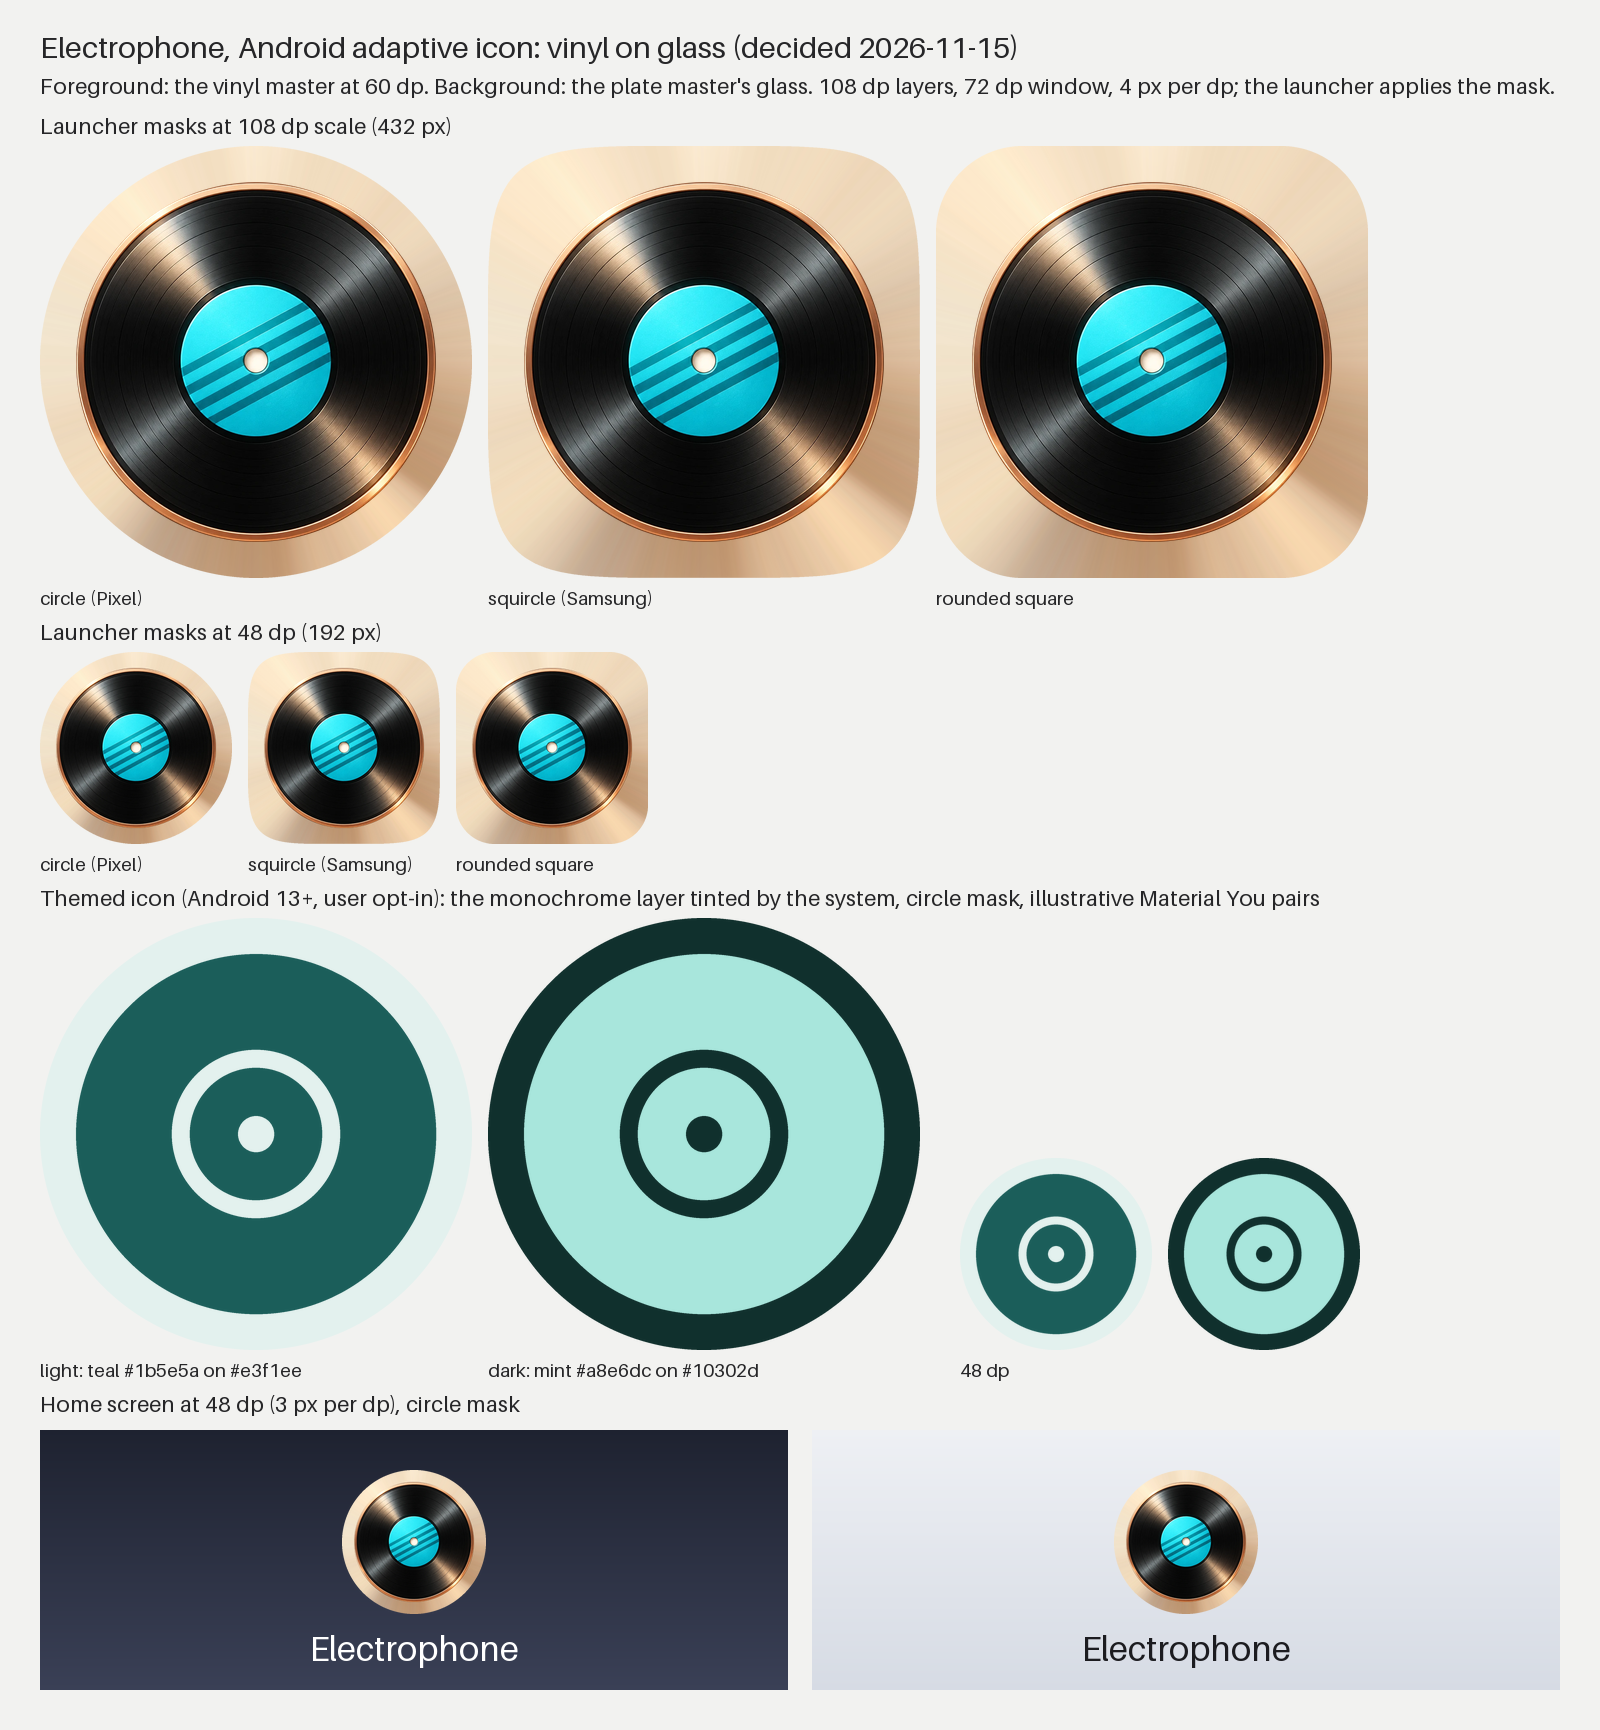 Electrophone, Android adaptive icon: vinyl on glass (decided 2026-11-15)
Foreground: the vinyl master at 60 dp. Background: the plate master's glass. 108 dp layers, 72 dp window, 4 px per dp; the launcher applies the mask.
Launcher masks at 108 dp scale (432 px)
circle (Pixel)
squircle (Samsung)
rounded square
Launcher masks at 48 dp (192 px)
circle (Pixel)
squircle (Samsung)
rounded square
Themed icon (Android 13+, user opt-in): the monochrome layer tinted by the system, circle mask, illustrative Material You pairs
light: teal #1b5e5a on #e3f1ee
dark: mint #a8e6dc on #10302d
48 dp
Home screen at 48 dp (3 px per dp), circle mask
Electrophone
Electrophone